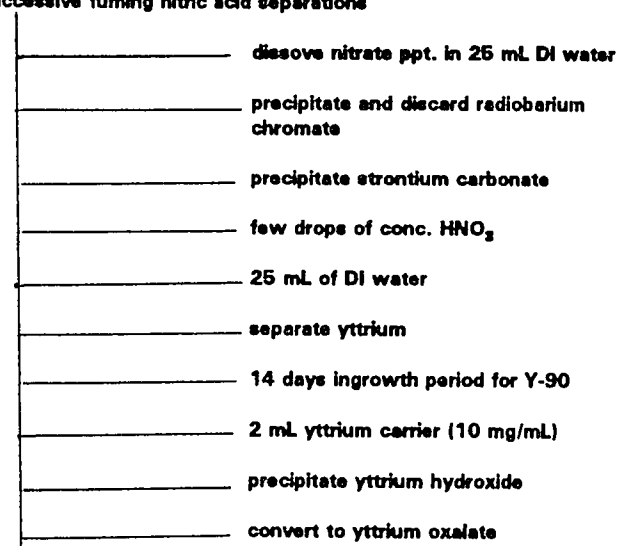 successive fuming nitric acid separations
dissove nitrate ppt. in 25 mL DI water
precipitate and discard radiobarium
chromate
precipitate strontium carbonate
few drops of conc. HNO₃
25 mL of DI water
separate yttrium
14 days ingrowth period for Y-90
2 mL yttrium carrier (10 mg/mL)
precipitate yttrium hydroxide
convert to yttrium oxalate